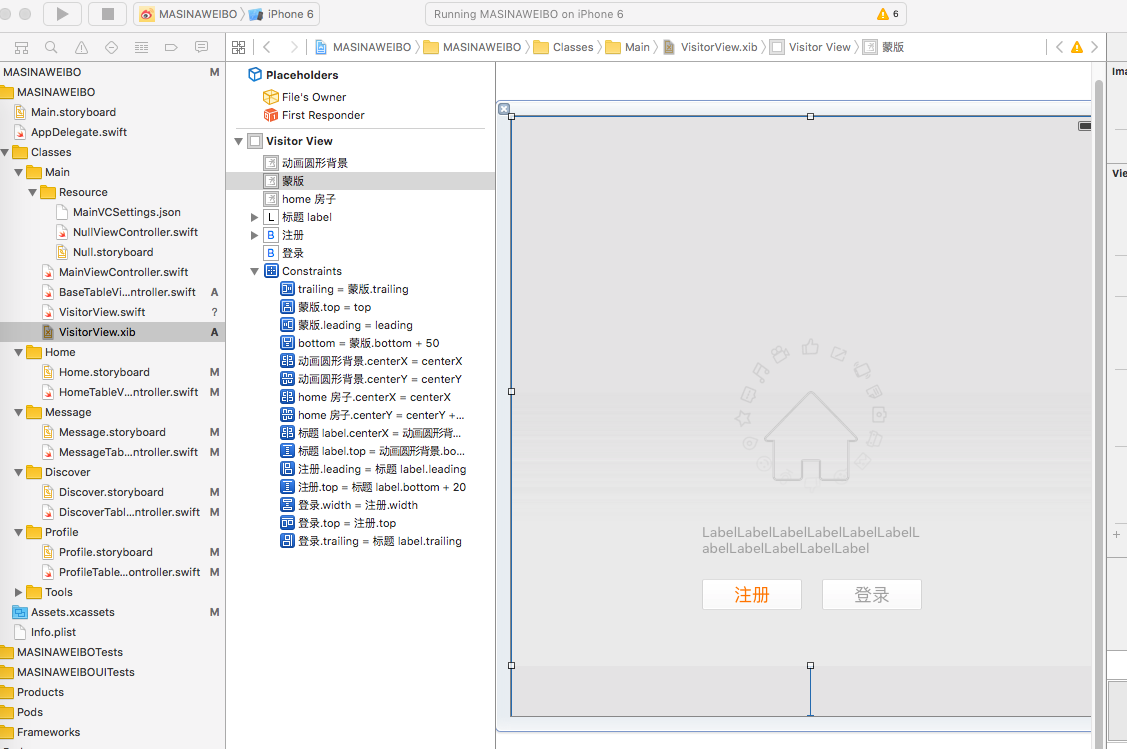 MASINAWEIBO iPhone 6 Running MASINAWEIBO on iPhone 6 6
MASINAWEIBO MASINAWEIBO Classes Main VisitorView.xib Visitor View 蒙版
MASINAWEIBO M
MASINAWEIBO
Main.storyboard
AppDelegate.swift
Classes
Main
Resource
MainVCSettings.json
NullViewController.swift
Null.storyboard
MainViewController.swift
BaseTableVi...ntroller.swift A
VisitorView.swift ?
VisitorView.xib A
Home
Home.storyboard M
HomeTableV...ntroller.swift M
Message
Message.storyboard M
MessageTab...ntroller.swift M
Discover
Discover.storyboard M
DiscoverTabl...ntroller.swift M
Profile
Profile.storyboard M
ProfileTable...ontroller.swift M
Tools
Assets.xcassets M
Info.plist
MASINAWEIBOTests
MASINAWEIBOUITests
Products
Pods
Frameworks
Placeholders
File's Owner
First Responder
Visitor View
动画圆形背景
蒙版
home 房子
L 标题 label
B 注册
B 登录
Constraints
trailing = 蒙版.trailing
蒙版.top = top
蒙版.leading = leading
bottom = 蒙版.bottom + 50
动画圆形背景.centerX = centerX
动画圆形背景.centerY = centerY
home 房子.centerX = centerX
home 房子.centerY = centerY +...
标题 label.centerX = 动画圆形背...
标题 label.top = 动画圆形背景.bo...
注册.leading = 标题 label.leading
注册.top = 标题 label.bottom + 20
登录.width = 注册.width
登录.top = 注册.top
登录.trailing = 标题 label.trailing
LabelLabelLabelLabelLabelLabelL
abelLabelLabelLabelLabel
注册 登录
Ima
Vie